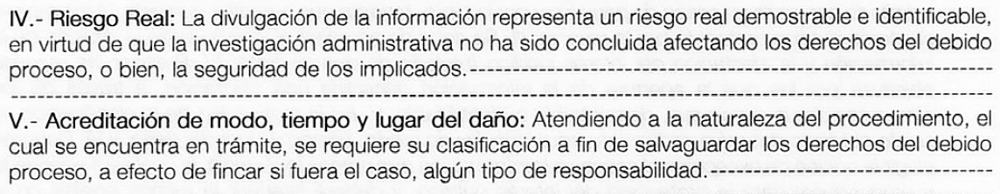 IV.- Riesgo Real: La divulgación de la información representa un riesgo real demostrable e identificable,
en virtud de que la investigación administrativa no ha sido concluida afectando los derechos del debido
proceso, o bien, la seguridad de los implicados.-----------------------------------------------------------------
-----------------------------------------------------------------------------------------------------------------------------
V.- Acreditación de modo, tiempo y lugar del daño: Atendiendo a la naturaleza del procedimiento, el
cual se encuentra en trámite, se requiere su clasificación a fin de salvaguardar los derechos del debido
proceso, a efecto de fincar si fuera el caso, algún tipo de responsabilidad.-----------------------------------